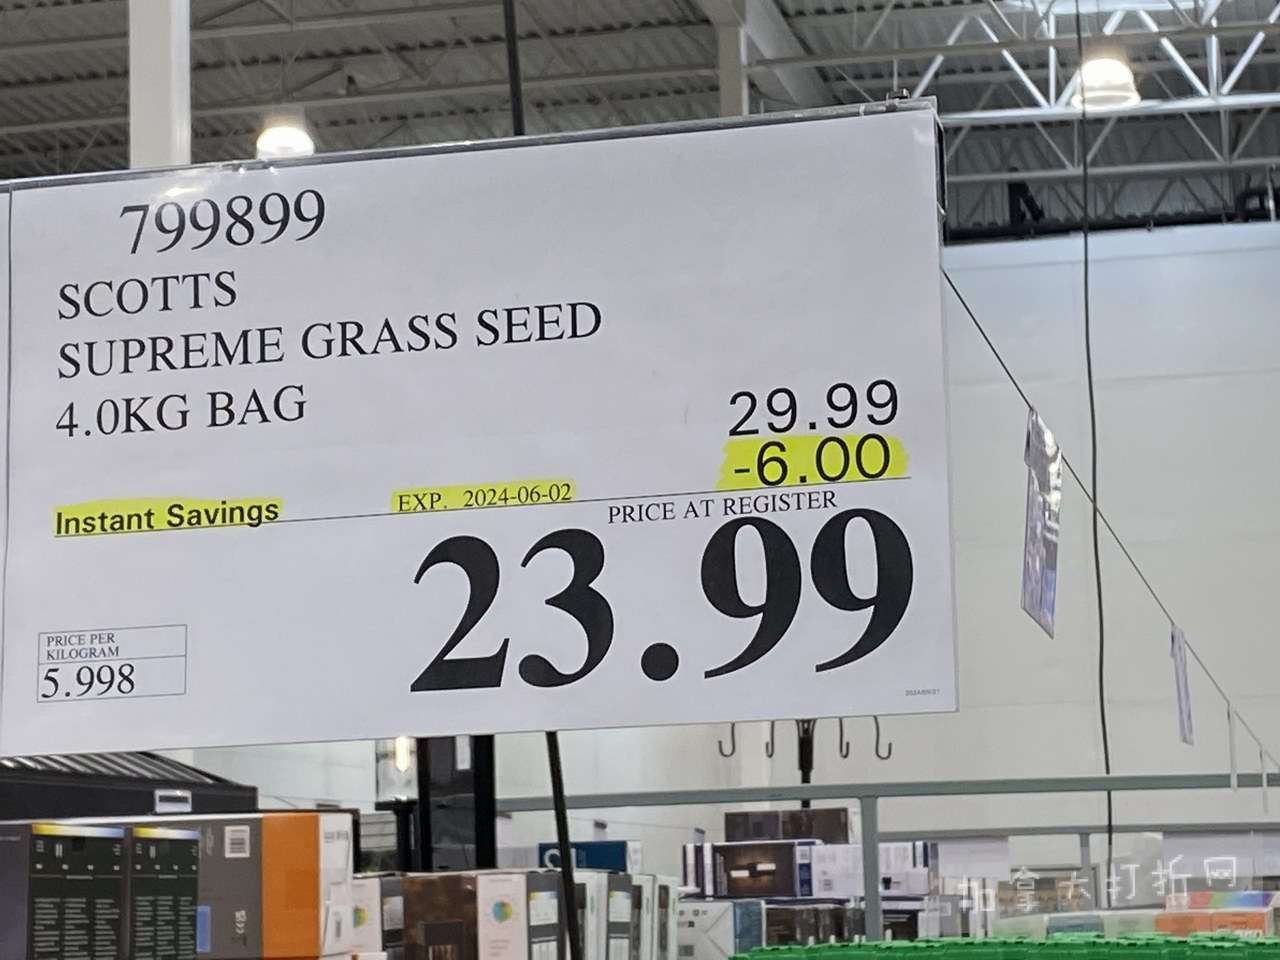 799899
SCOTTS
SUPREME GRASS SEED
4.0KG BAG
29.99
-6.00
Instant Savings EXP. 2024-06-02
PRICE AT REGISTER
23.99
PRICE PER
KILOGRAM
5.998
加拿大打折网